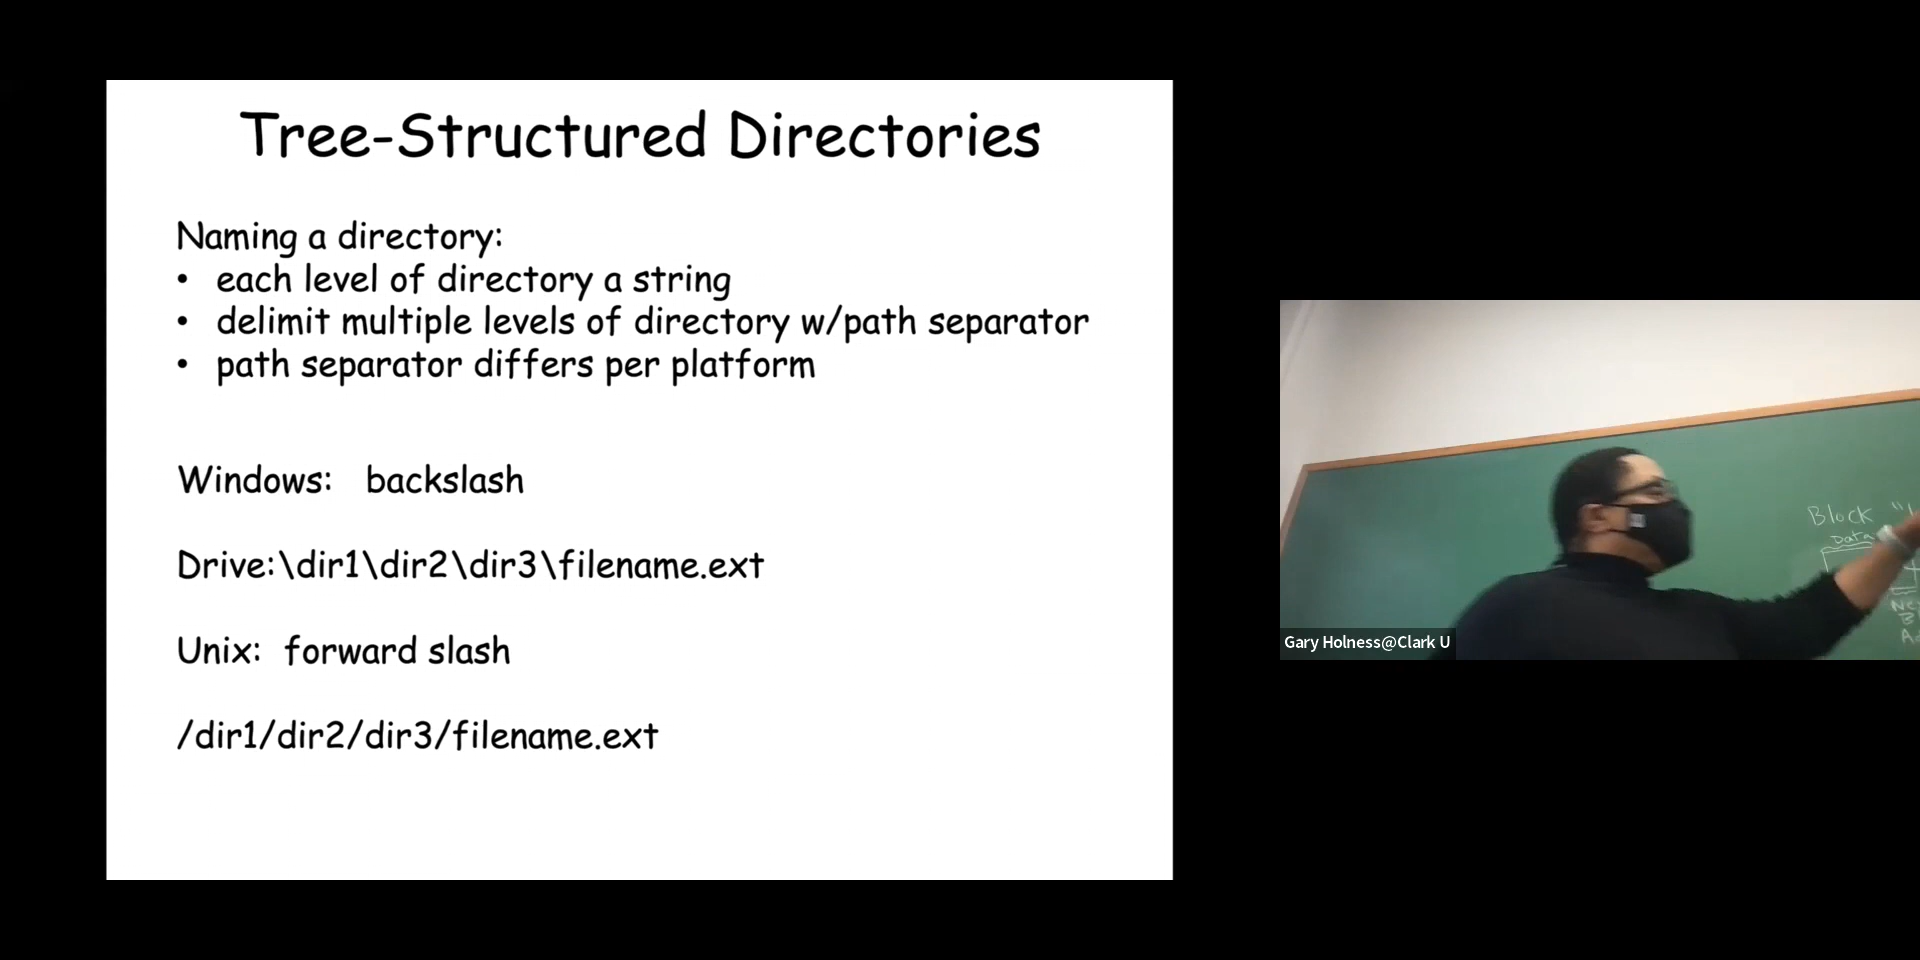 Tree-Structured Directories
Naming a directory:
• each level of directory a string
• delimit multiple levels of directory w/path separator
• path separator differs per platform
Windows: backslash
Drive:\dir1\dir2\dir3\filename.ext
Unix: forward slash
/dir1/dir2/dir3/filename.ext
Block
Data
Gary Holness@Clark U